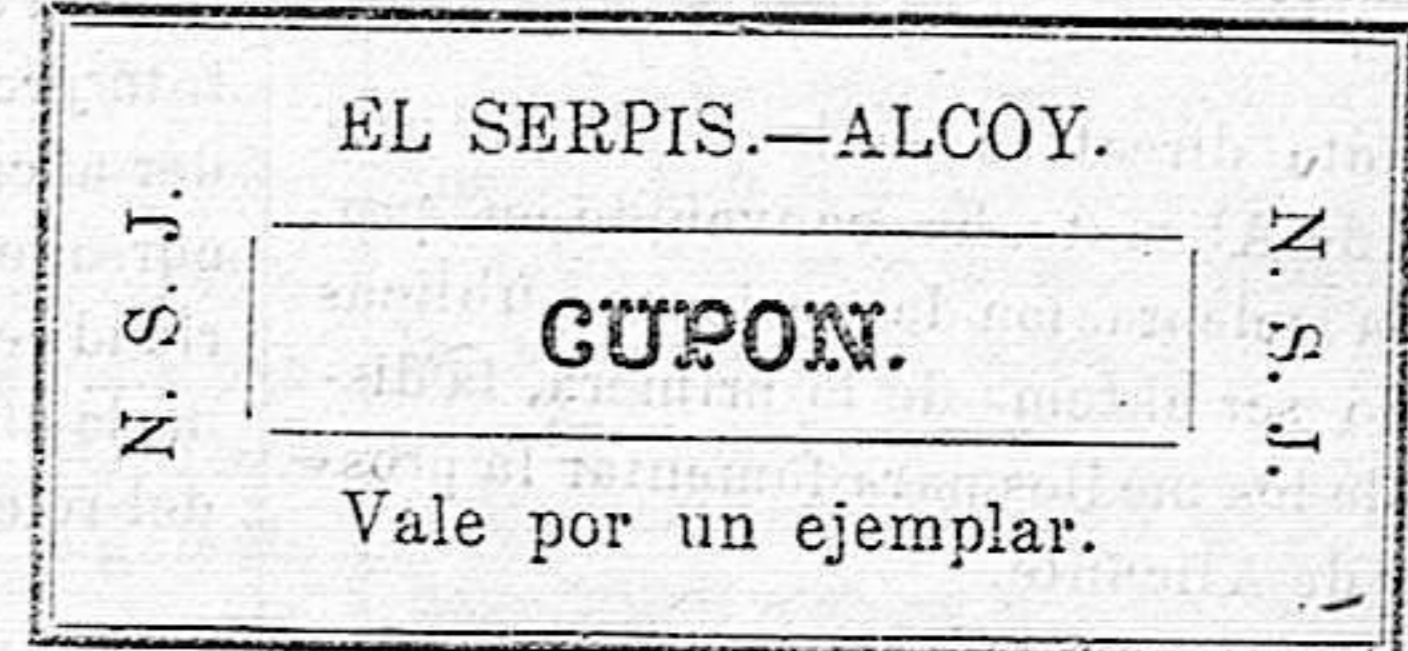 EL SERPIS.—ALCOY.
N. S. J.
CUPON.
N. S. J.
Vale por un ejemplar.